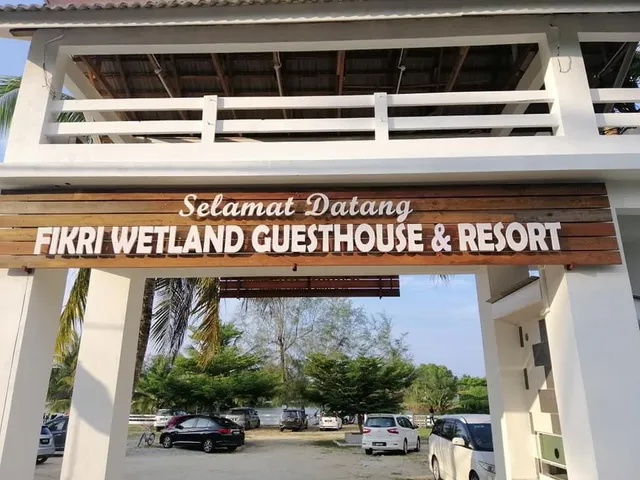 Selamat Datang
FIKRI WETLAND GUESTHOUSE & RESORT